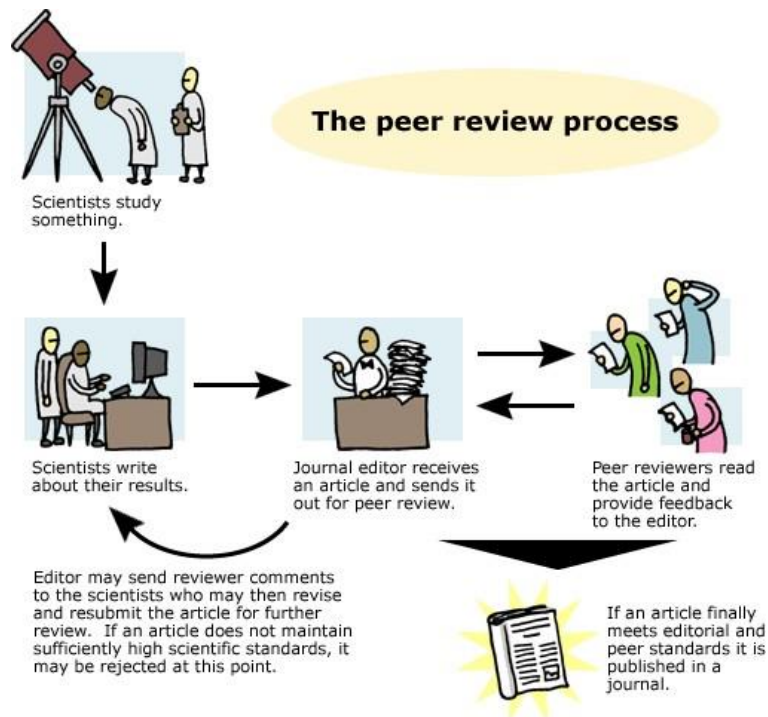 The peer review process
Scientists study
something.
Scientists write
about their results.
Journal editor receives
an article and sends it
out for peer review.
Peer reviewers read
the article and
provide feedback
to the editor.
Editor may send reviewer comments
to the scientists who may then revise
and resubmit the article for further
review.  If an article does not maintain
sufficiently high scientific standards, it
may be rejected at this point.
If an article finally
meets editorial and
peer standards it is
published in a
journal.